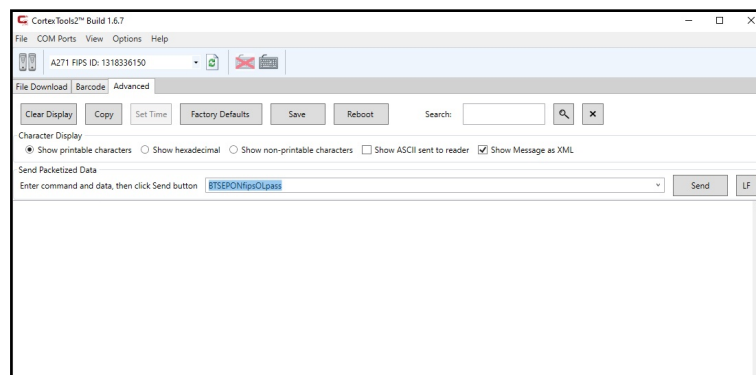 CortexTools2™ Build 1.6.7
File COM Ports View Options Help
A271 FIPS ID: 1318336150
File Download Barcode Advanced
Clear Display Copy Set Time Factory Defaults Save Reboot Search:
Character Display
Show printable characters Show hexadecimal Show non-printable characters Show ASCII sent to reader Show Message as XML
Send Packetized Data
Enter command and data, then click Send button BTSEPONfipsOLpass Send LF